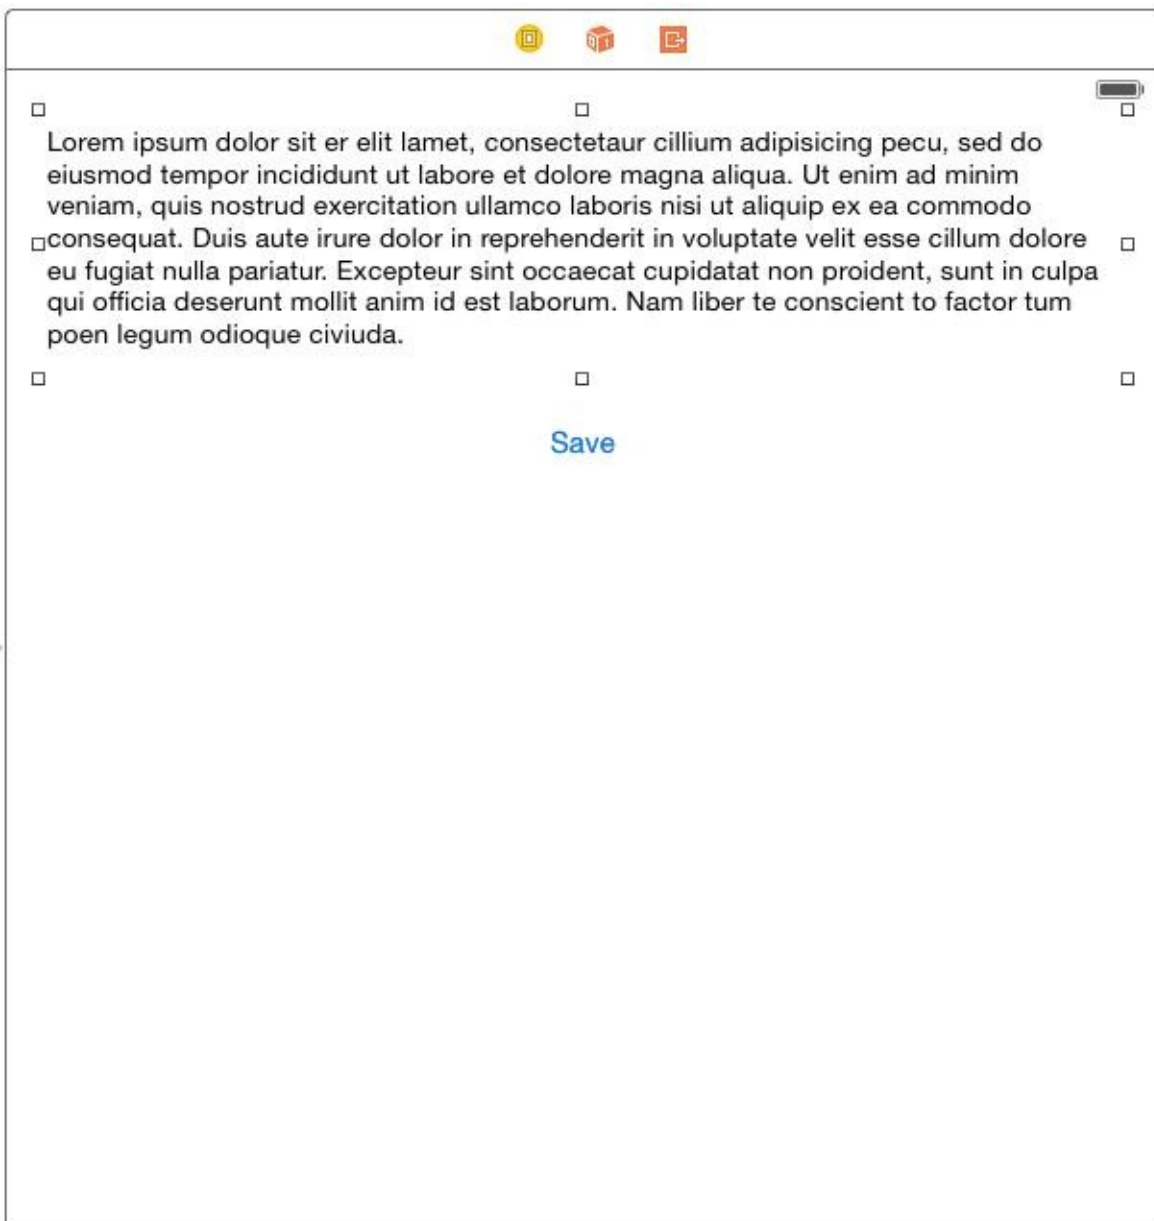 Lorem ipsum dolor sit er elit lamet, consectetaur cillium adipisicing pecu, sed do
eiusmod tempor incididunt ut labore et dolore magna aliqua. Ut enim ad minim
veniam, quis nostrud exercitation ullamco laboris nisi ut aliquip ex ea commodo
consequat. Duis aute irure dolor in reprehenderit in voluptate velit esse cillum dolore
eu fugiat nulla pariatur. Excepteur sint occaecat cupidatat non proident, sunt in culpa
qui officia deserunt mollit anim id est laborum. Nam liber te conscient to factor tum
poen legum odioque civiuda.
Save